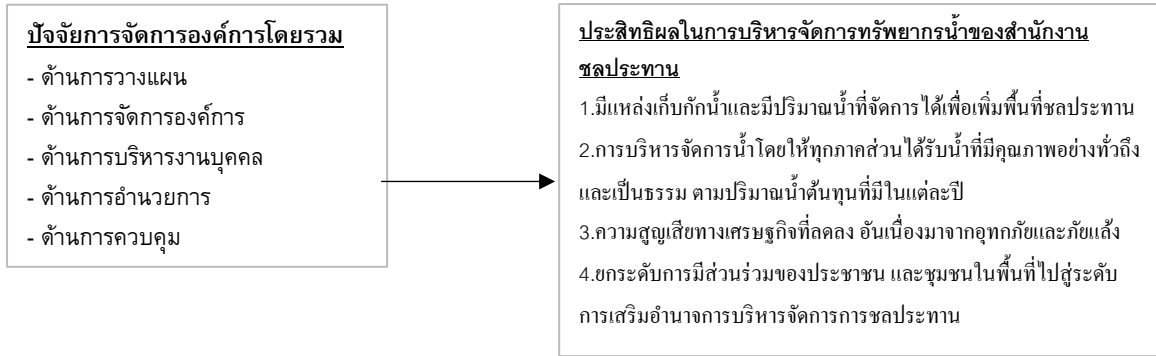 ปัจจัยการจัดการองค์การโดยรวม
- ด้านการวางแผน
- ด้านการจัดการองค์การ
- ด้านการบริหารงานบุคคล
- ด้านการอำนวยการ
- ด้านการควบคุม
ประสิทธิผลในการบริหารจัดการทรัพยากรน้ำของสำนักงาน
ชลประทาน
1.มีแหล่งเก็บกักน้ำและมีปริมาณน้ำที่จัดการได้เพื่อเพิ่มพื้นที่ชลประทาน
2.การบริหารจัดการน้ำโดยให้ทุกภาคส่วนได้รับน้ำที่มีคุณภาพอย่างทั่วถึง
และเป็นธรรม ตามปริมาณน้ำต้นทุนที่มีในแต่ละปี
3.ความสูญเสียทางเศรษฐกิจที่ลดลง อันเนื่องมาจากอุทกภัยและภัยแล้ง
4.ยกระดับการมีส่วนร่วมของประชาชน และชุมชนในพื้นที่ไปสู่ระดับ
การเสริมอำนาจการบริหารจัดการการชลประทาน